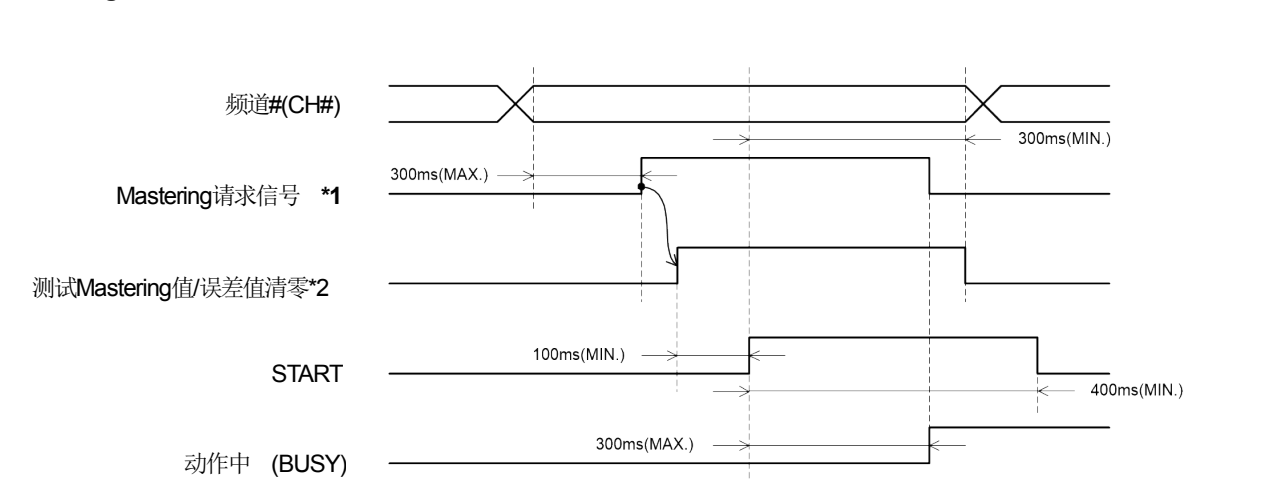 频道#(CH#)
300ms(MIN.)
300ms(MAX.)
Mastering请求信号 *1
测试Mastering值/误差值清零*2
100ms(MIN.)
START
400ms(MIN.)
300ms(MAX.)
动作中 (BUSY)